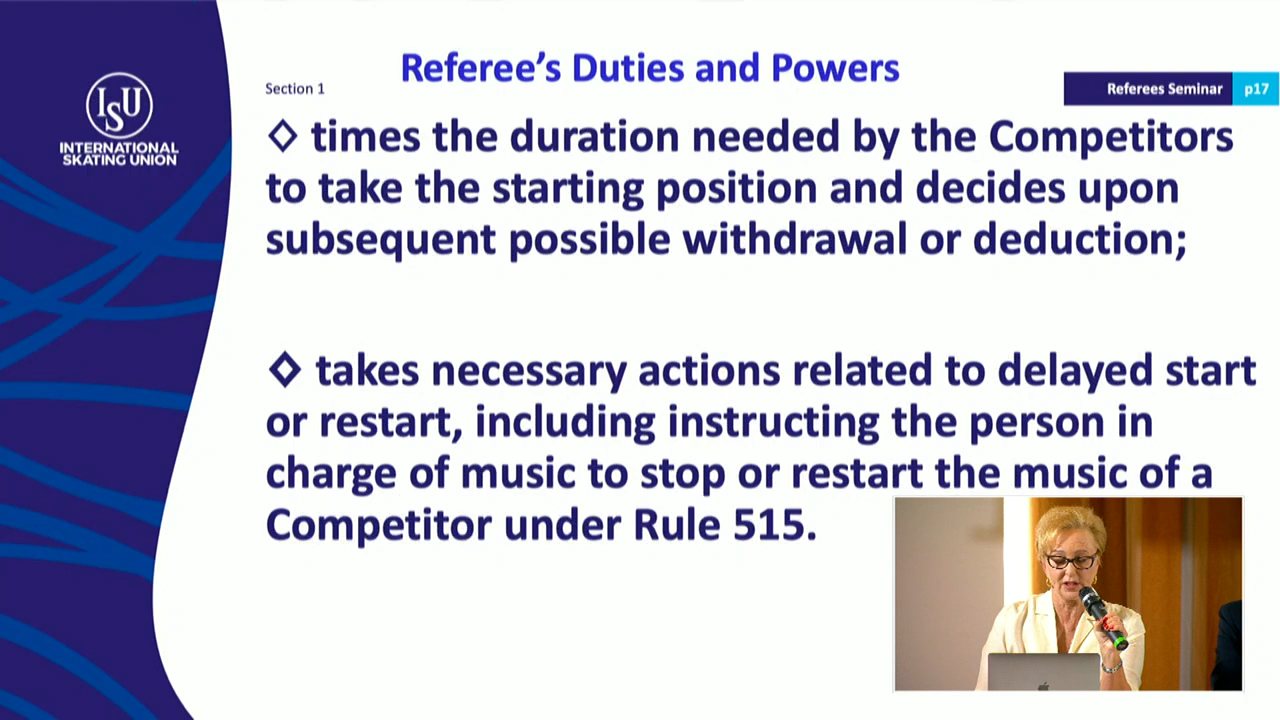 Referee's Duties and Powers
Section 1
Referees Seminar p17
ISU
INTERNATIONAL
SKATING UNION
◇ times the duration needed by the Competitors
to take the starting position and decides upon
subsequent possible withdrawal or deduction;
◇ takes necessary actions related to delayed start
or restart, including instructing the person in
charge of music to stop or restart the music of a
Competitor under Rule 515.